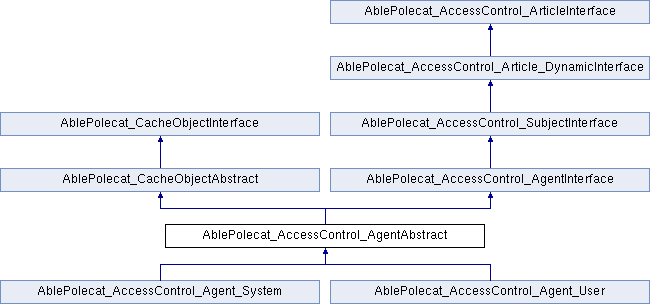 AblePolecat_AccessControl_ArticleInterface
AblePolecat_AccessControl_Article_DynamicInterface
AblePolecat_CacheObjectInterface
AblePolecat_AccessControl_SubjectInterface
AblePolecat_CacheObjectAbstract
AblePolecat_AccessControl_AgentInterface
AblePolecat_AccessControl_AgentAbstract
AblePolecat_AccessControl_Agent_System
AblePolecat_AccessControl_Agent_User